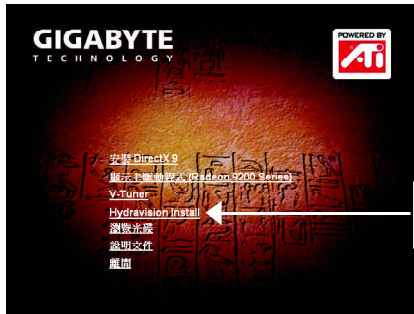 GIGABYTE
TECHNOLOGY
POWERED BY
ATi
安裝 DirectX 9
顯示卡驅動程式 (Radeon 9200 Series)
V-Tuner
Hydravision Install
瀏覽光碟
說明文件
離開